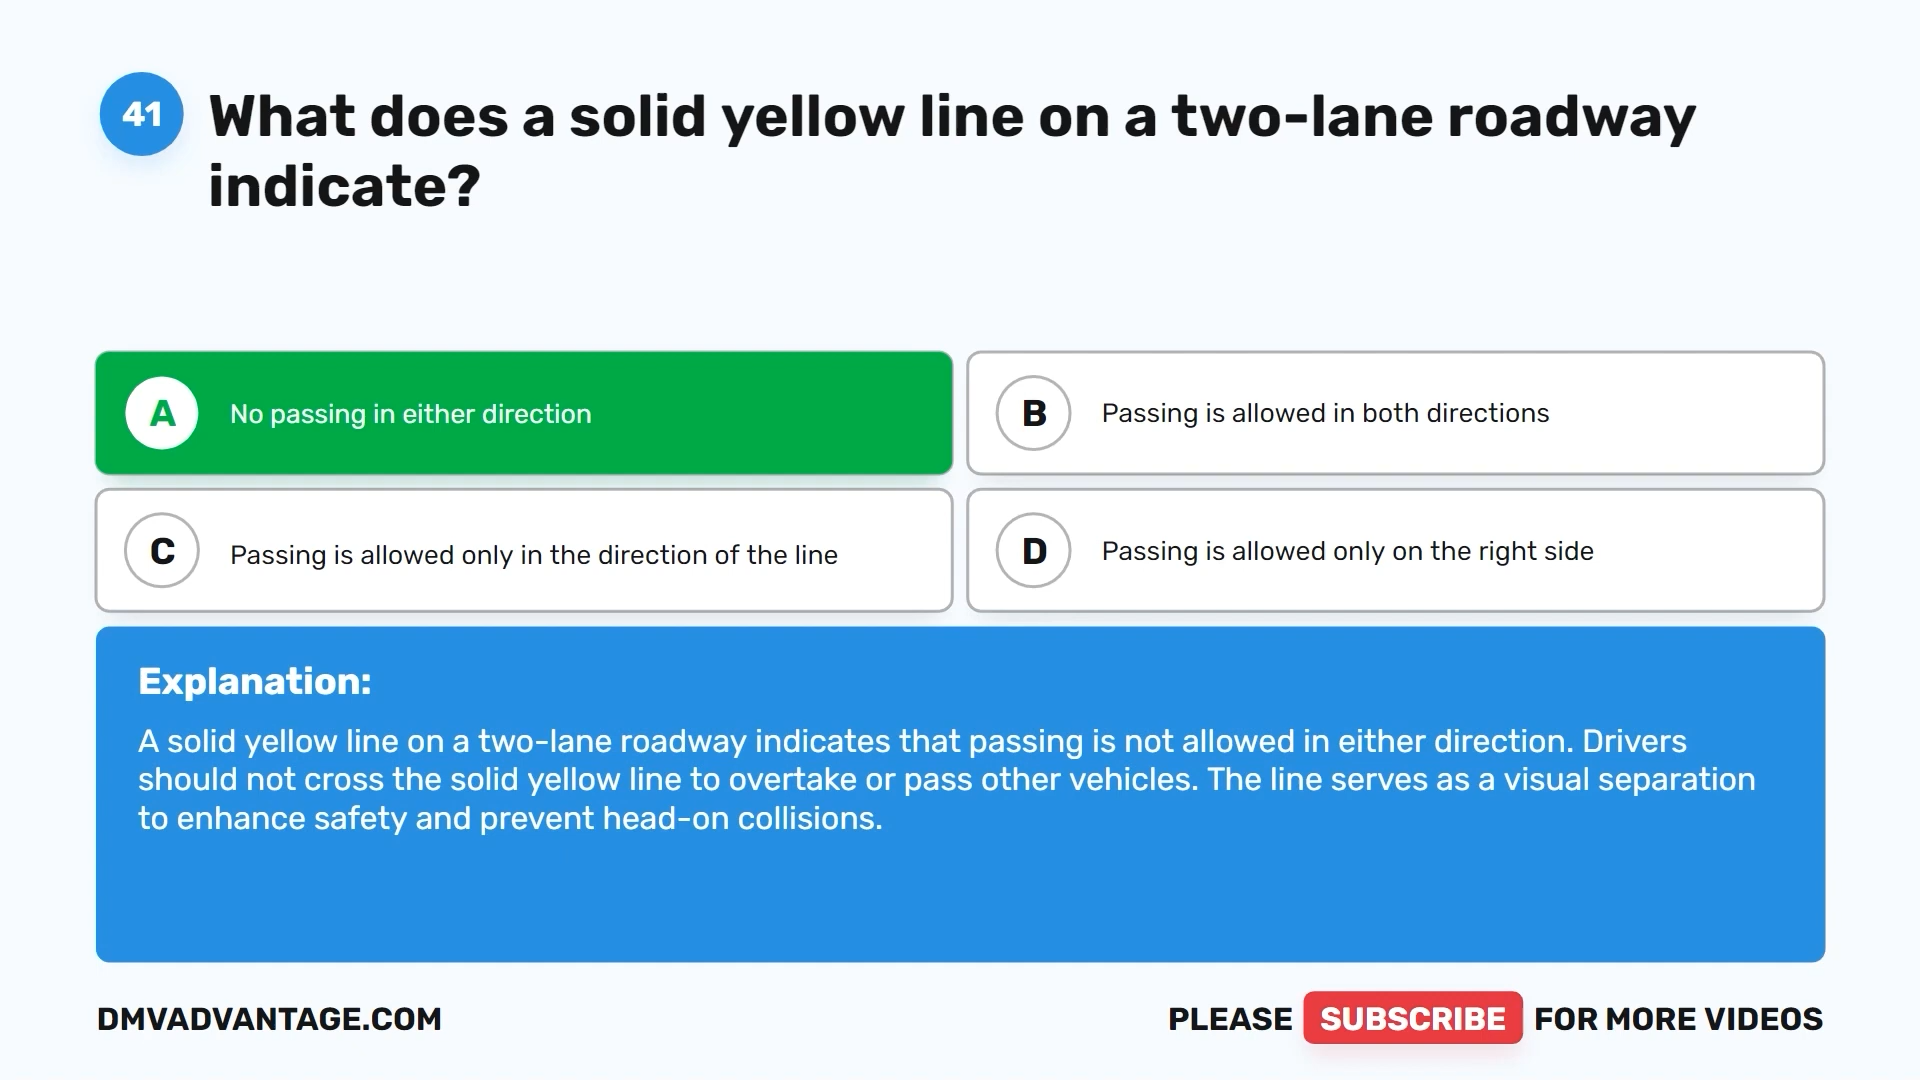 41
What does a solid yellow line on a two-lane roadway
indicate?
A No passing in either direction
B Passing is allowed in both directions
C Passing is allowed only in the direction of the line
D Passing is allowed only on the right side
Explanation:
A solid yellow line on a two-lane roadway indicates that passing is not allowed in either direction. Drivers
should not cross the solid yellow line to overtake or pass other vehicles. The line serves as a visual separation
to enhance safety and prevent head-on collisions.
DMVADVANTAGE.COM
PLEASE SUBSCRIBE FOR MORE VIDEOS